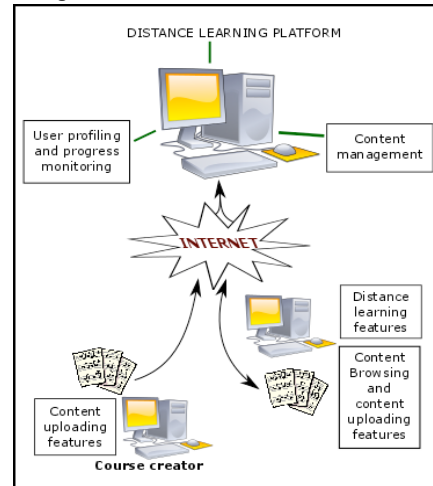 DISTANCE LEARNING PLATFORM
User profiling
and progress
monitoring
Content
management
INTERNET
Distance
learning
features
Content
Browsing
and
content
uploading
features
Content
uploading
features
Course creator